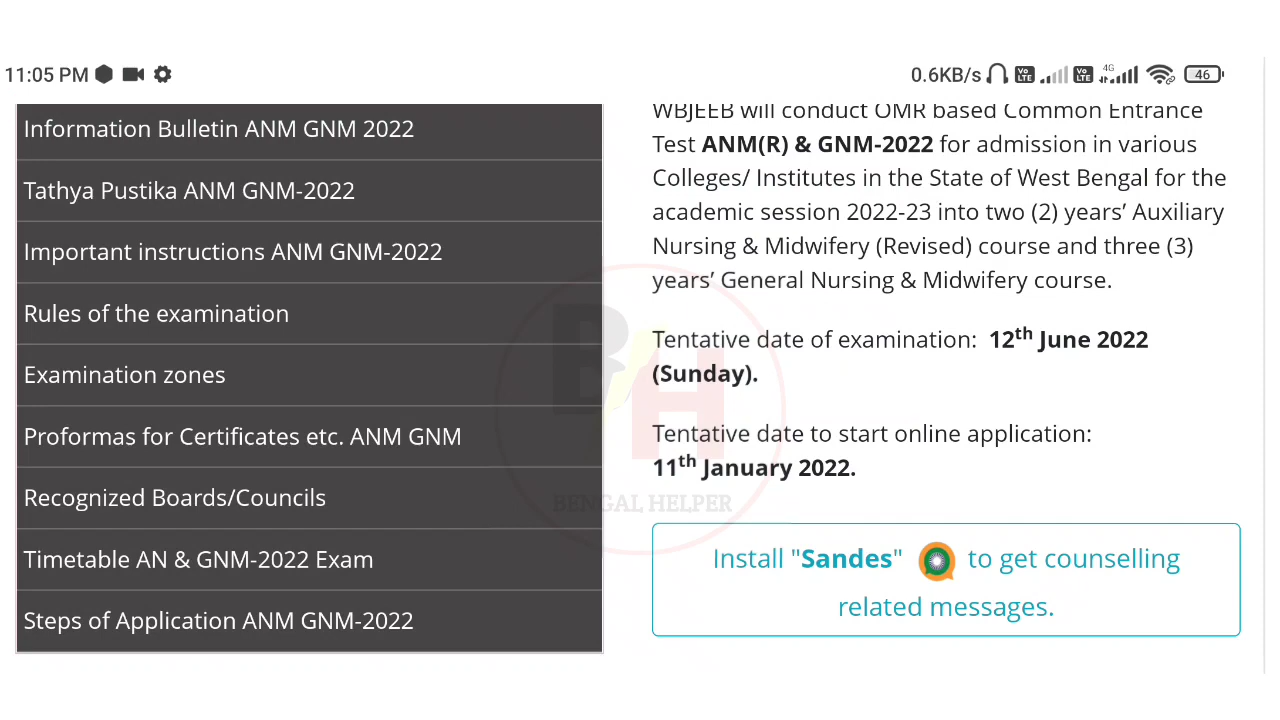 11:05 PM
0.6KB/s
Vo LTE
Vo LTE
4G
46
Information Bulletin ANM GNM 2022
Tathya Pustika ANM GNM-2022
Important instructions ANM GNM-2022
Rules of the examination
Examination zones
Proformas for Certificates etc. ANM GNM
Recognized Boards/Councils
Timetable AN & GNM-2022 Exam
Steps of Application ANM GNM-2022
WBJEEB will conduct OMR based Common Entrance
Test ANM(R) & GNM-2022 for admission in various
Colleges/ Institutes in the State of West Bengal for the
academic session 2022-23 into two (2) years’ Auxiliary
Nursing & Midwifery (Revised) course and three (3)
years’ General Nursing & Midwifery course.
Tentative date of examination: 12th June 2022
(Sunday).
Tentative date to start online application:
11th January 2022.
Install "Sandes" to get counselling
related messages.
BH
BENGAL HELPER